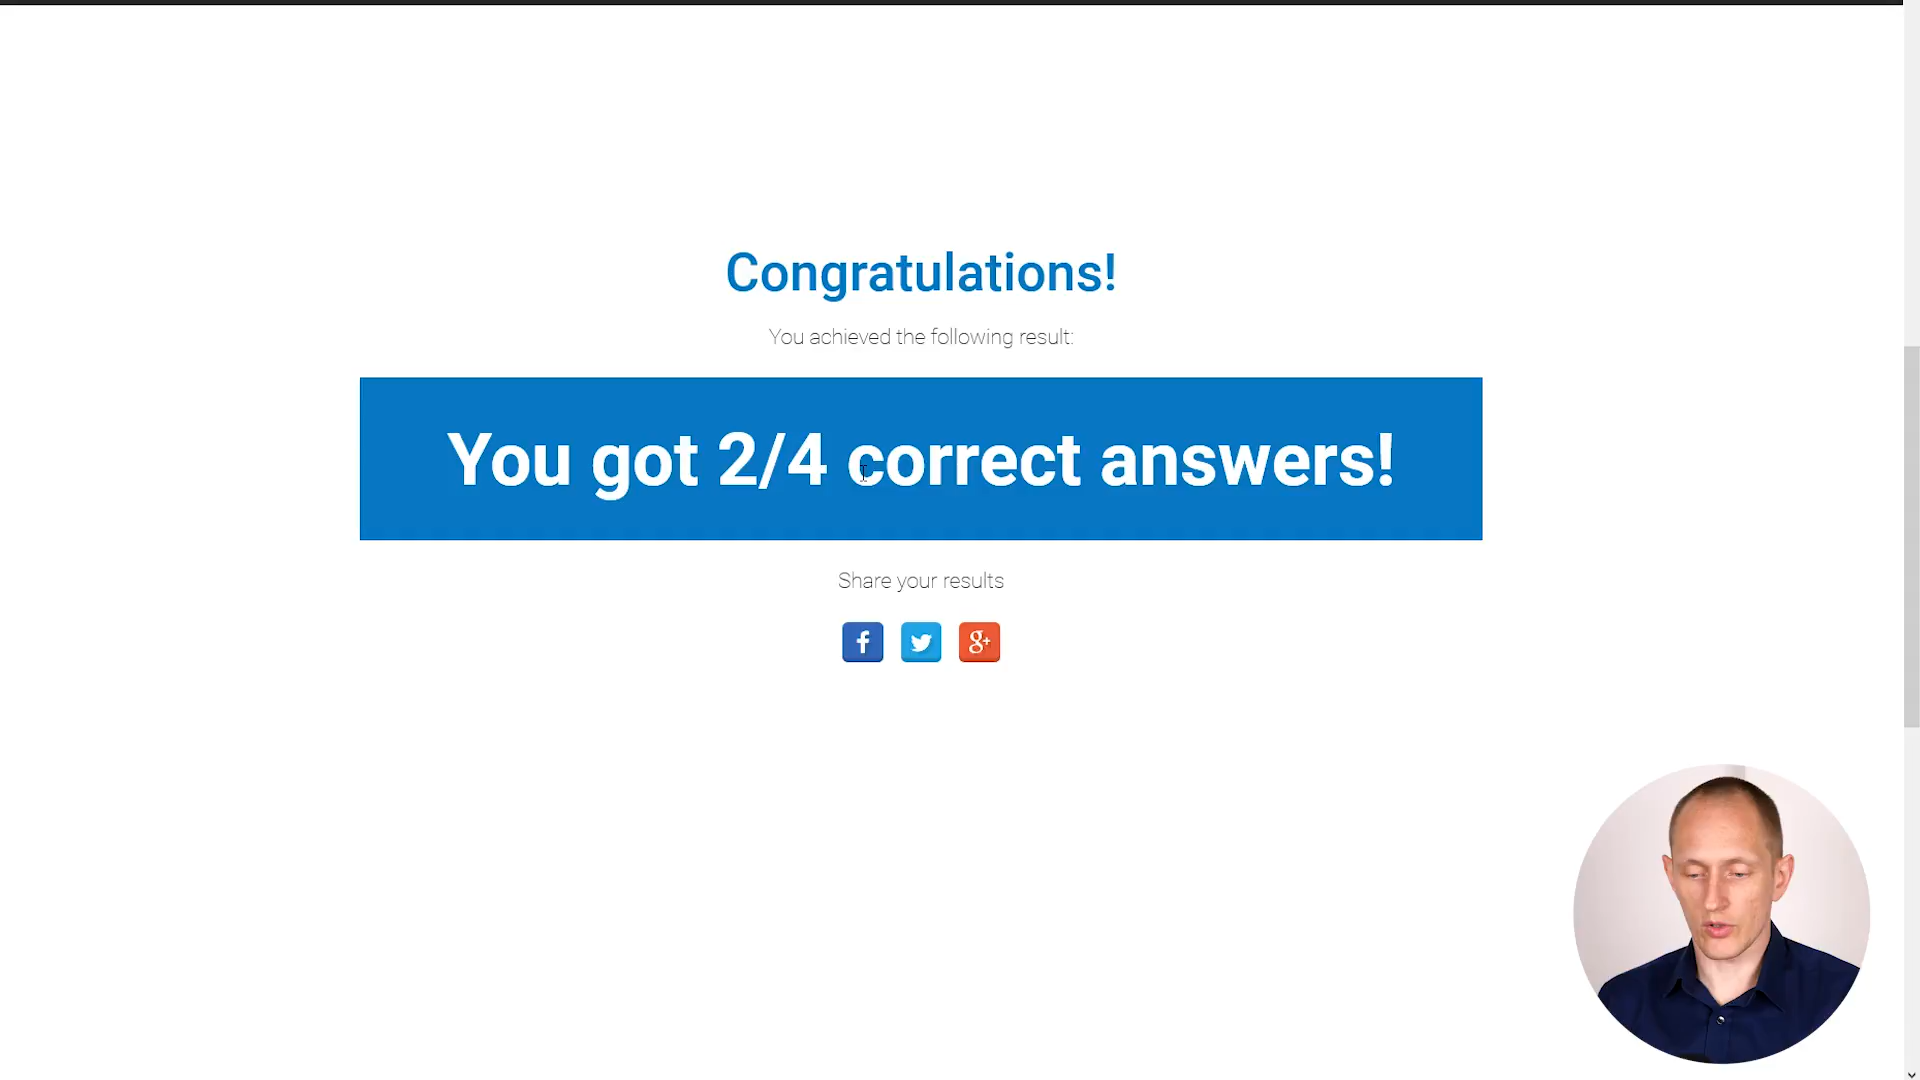 Congratulations!
You achieved the following result:
You got 2/4 correct answers!
Share your results
f
g+